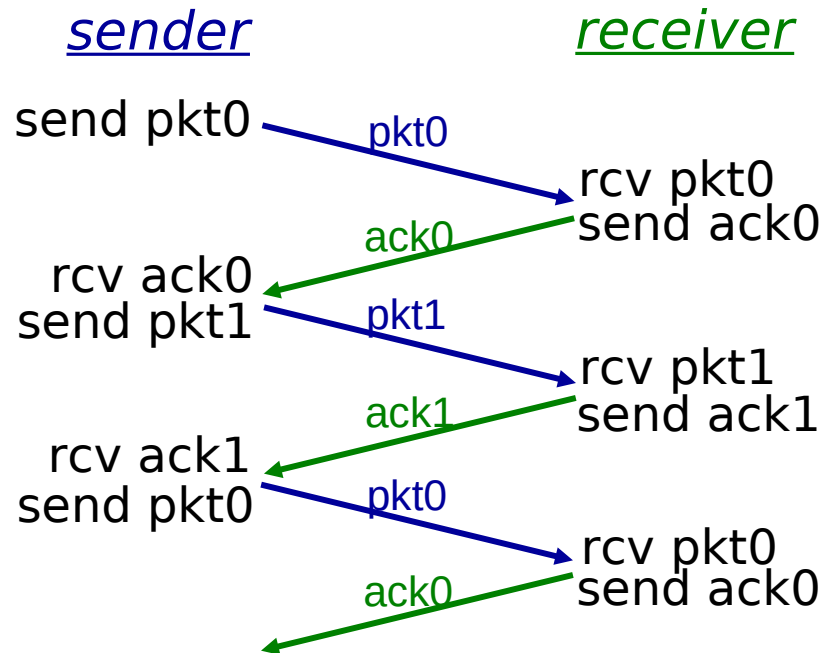 sender
receiver
send pkt0
pkt0
rcv pkt0
send ack0
ack0
rcv ack0
send pkt1
pkt1
rcv pkt1
send ack1
ack1
rcv ack1
send pkt0
pkt0
rcv pkt0
send ack0
ack0